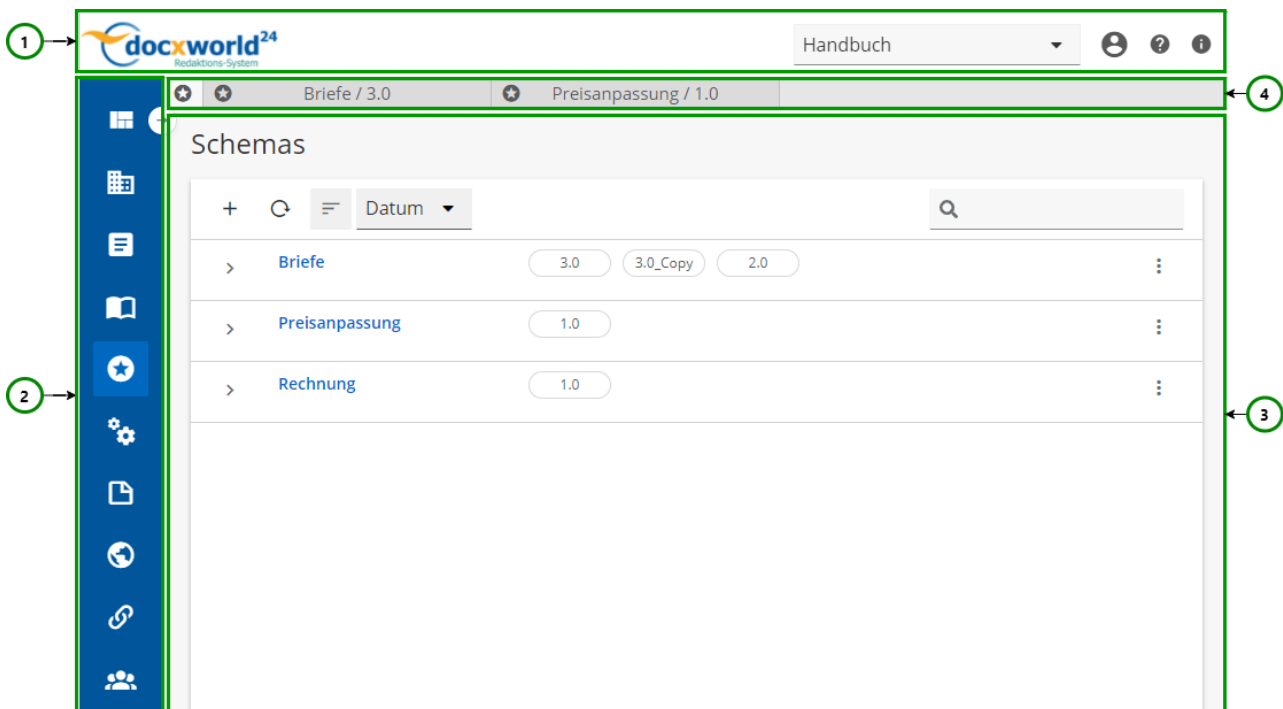 1
docxworld24
Redaktions-System
Handbuch
Briefe / 3.0
Preisanpassung / 1.0
4
Schemas
Datum
Briefe
3.0
3.0_Copy
2.0
Preisanpassung
1.0
Rechnung
1.0
2
3